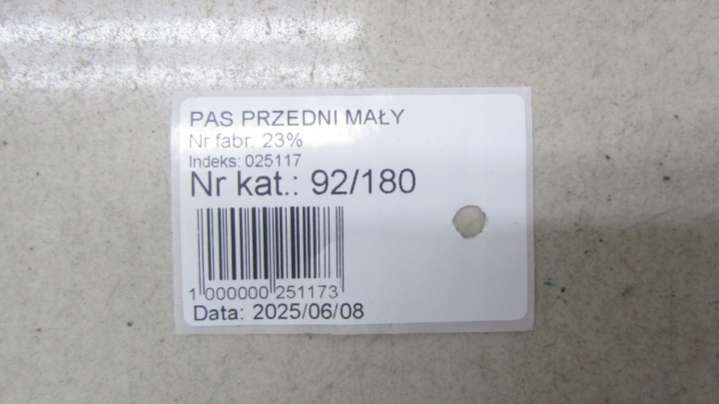 PAS PRZEDNI MAŁY
Nr fabr. 23%
Indeks: 025117
Nr kat.: 92/180
1 000000 251173
Data: 2025/06/08